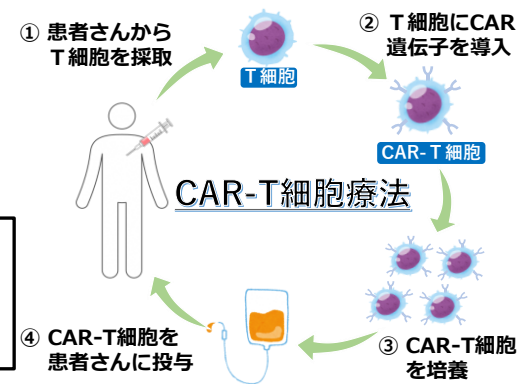 ① 患者さんから
T細胞を採取
T細胞
② T細胞にCAR
遺伝子を導入
CAR-T細胞
CAR-T細胞療法
③ CAR-T細胞
を培養
④ CAR-T細胞を
患者さんに投与